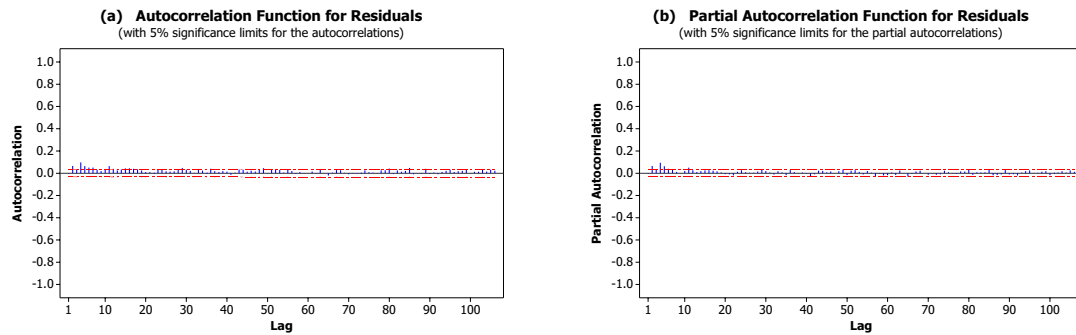 (a) Autocorrelation Function for Residuals
(with 5% significance limits for the autocorrelations)
1.0
0.8
0.6
0.4
0.2
0.0
-0.2
-0.4
-0.6
-0.8
-1.0
Autocorrelation
1 10 20 30 40 50 60 70 80 90 100
Lag
(b) Partial Autocorrelation Function for Residuals
(with 5% significance limits for the partial autocorrelations)
1.0
0.8
0.6
0.4
0.2
0.0
-0.2
-0.4
-0.6
-0.8
-1.0
Partial Autocorrelation
1 10 20 30 40 50 60 70 80 90 100
Lag